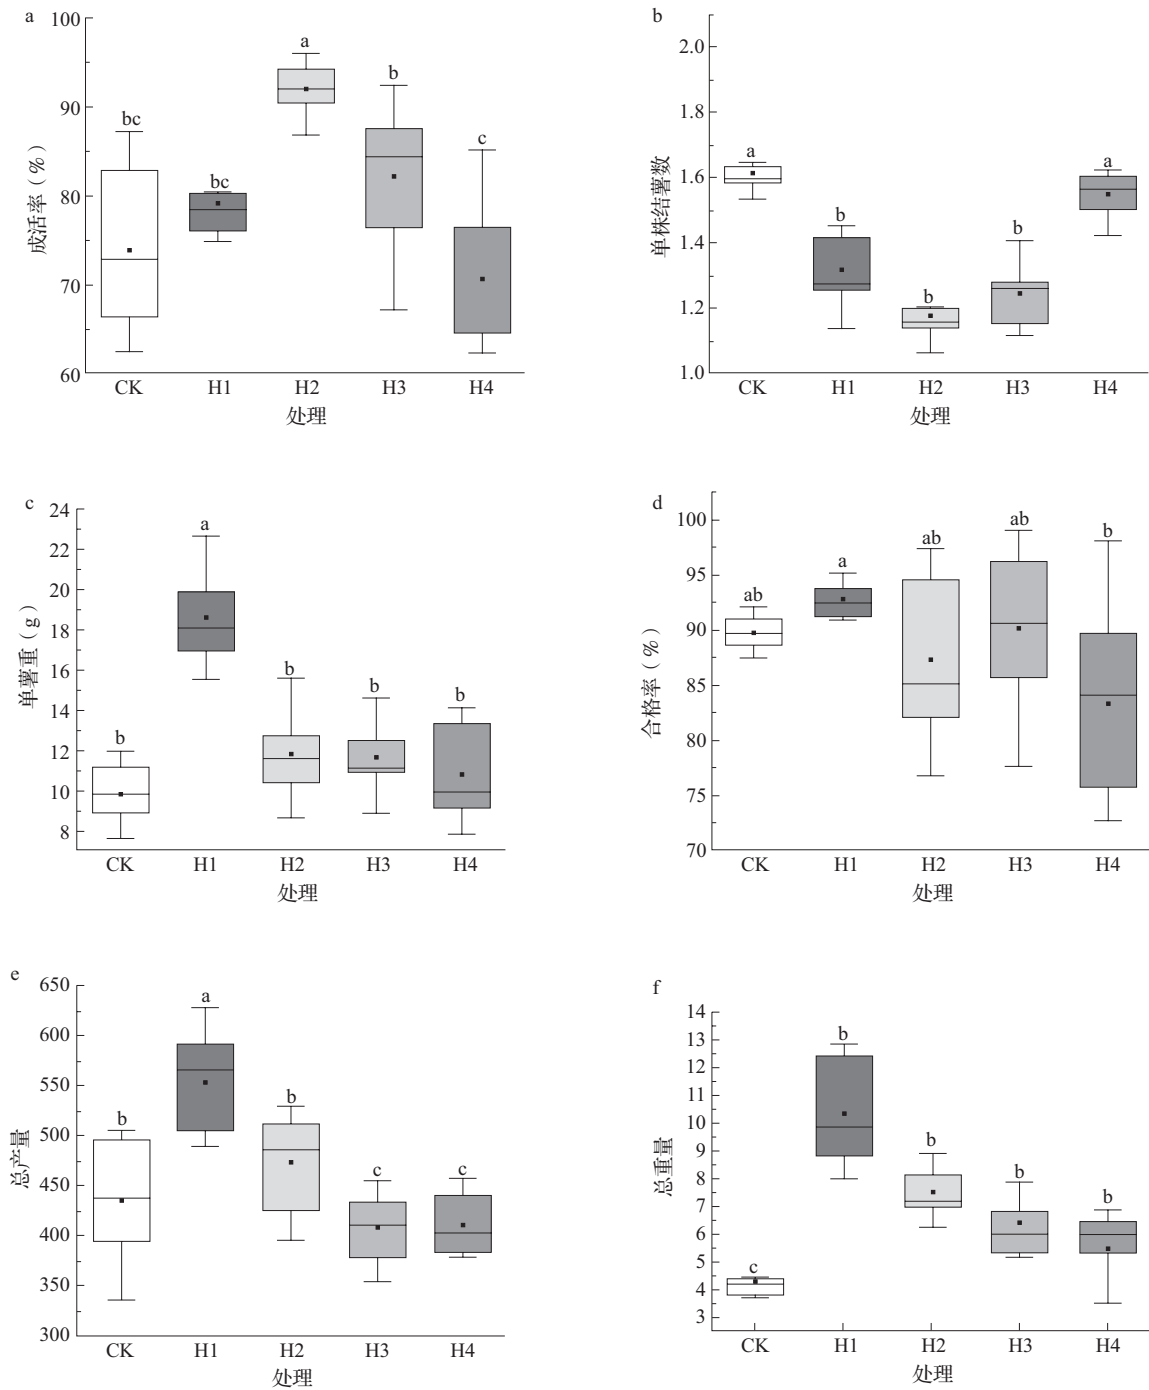 a
100
90
80
70
60
成活率（%）
bc
bc
a
b
c
CK H1 H2 H3 H4
处理
b
2.0
1.8
1.6
1.4
1.2
1.0
单株结薯数
a
b
b
b
a
CK H1 H2 H3 H4
处理
c
24
22
20
18
16
14
12
10
8
单薯重（g）
b
a
b
b
b
CK H1 H2 H3 H4
处理
d
100
95
90
85
80
75
70
合格率（%）
ab
a
ab
ab
b
CK H1 H2 H3 H4
处理
e
650
600
550
500
450
400
350
300
总产量
b
a
b
c
c
CK H1 H2 H3 H4
处理
f
14
13
12
11
10
9
8
7
6
5
4
3
总重量
c
b
b
b
b
CK H1 H2 H3 H4
处理